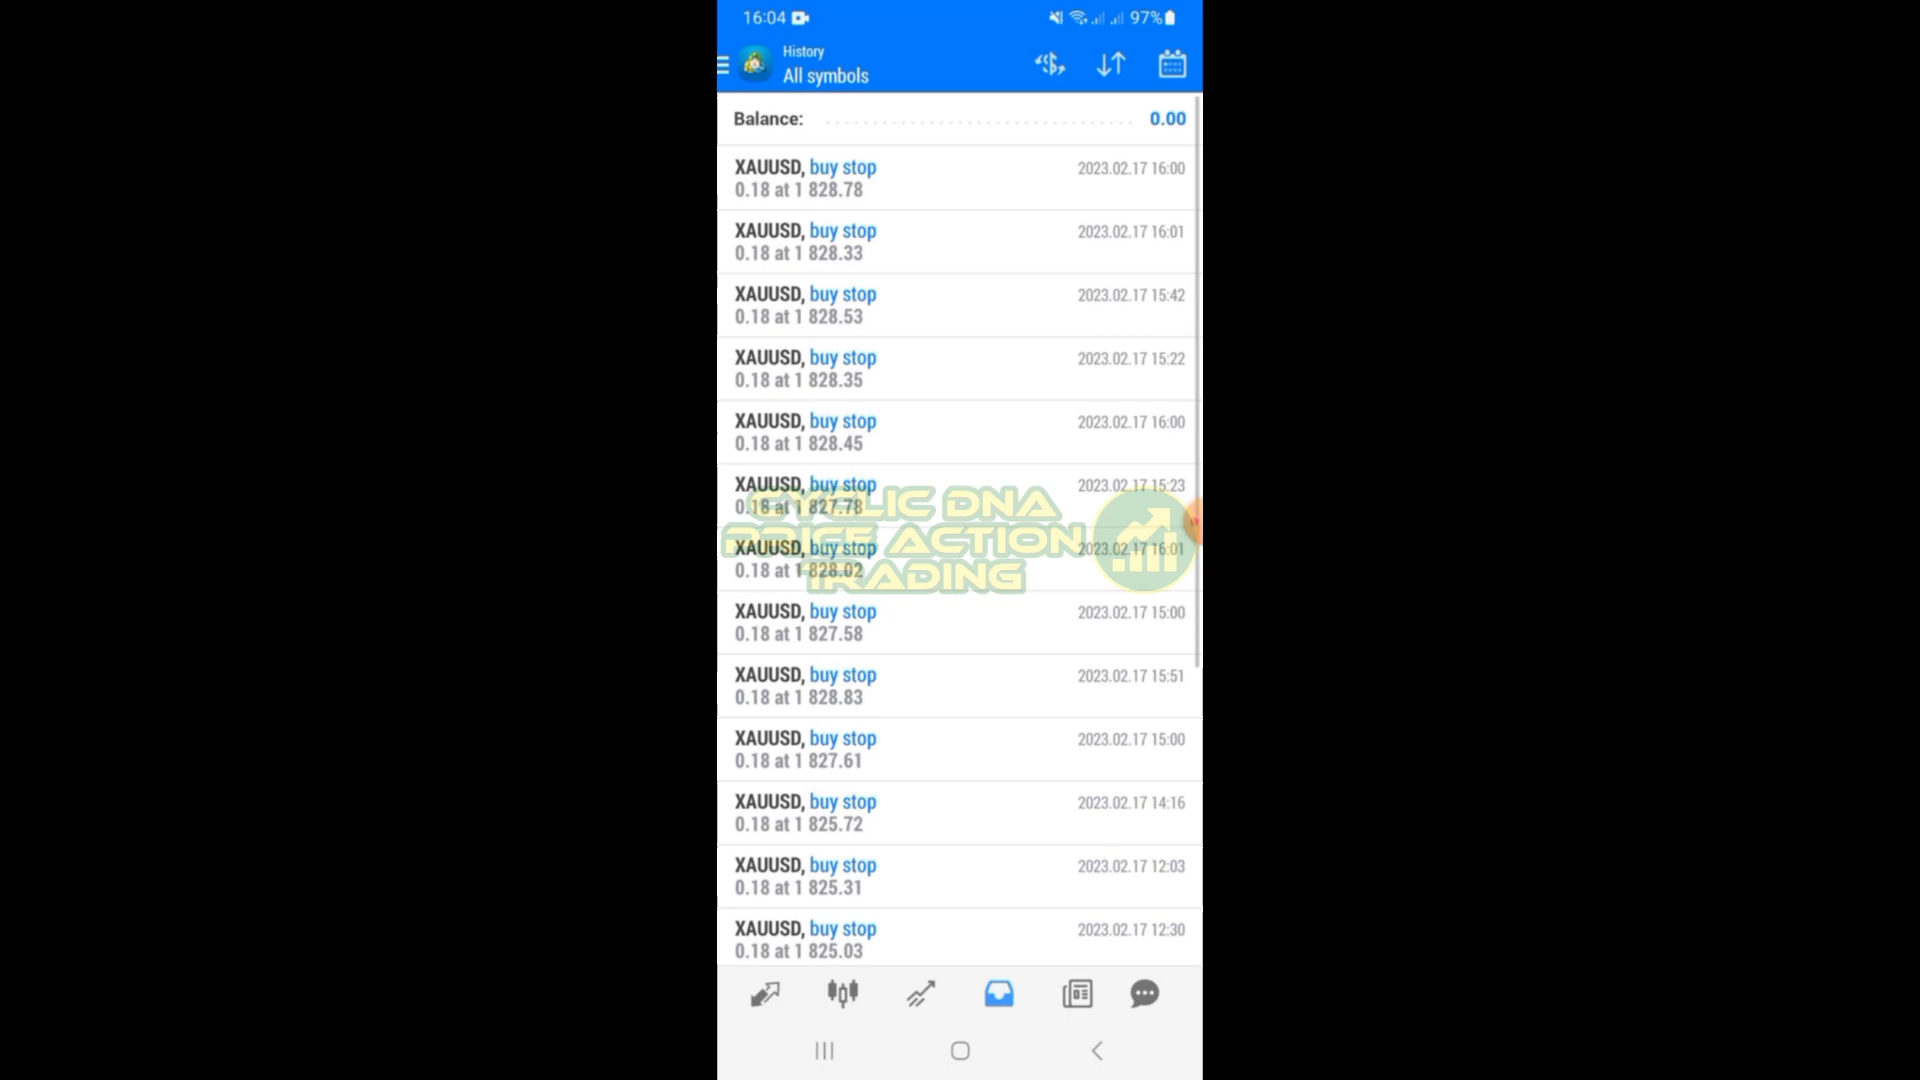 16:04 97%
History
All symbols
Balance: 0.00
XAUUSD, buy stop 2023.02.17 16:00
0.18 at 1 828.78
XAUUSD, buy stop 2023.02.17 16:01
0.18 at 1 828.33
XAUUSD, buy stop 2023.02.17 15:42
0.18 at 1 828.53
XAUUSD, buy stop 2023.02.17 15:22
0.18 at 1 828.35
XAUUSD, buy stop 2023.02.17 16:00
0.18 at 1 828.45
XAUUSD, buy stop 2023.02.17 15:23
0.18 at 1 827.78
XAUUSD, buy stop 2023.02.17 16:01
0.18 at 1 828.02
CYCLIC DNA
PRICE ACTION
TRADING
XAUUSD, buy stop 2023.02.17 15:00
0.18 at 1 827.58
XAUUSD, buy stop 2023.02.17 15:51
0.18 at 1 828.83
XAUUSD, buy stop 2023.02.17 15:00
0.18 at 1 827.61
XAUUSD, buy stop 2023.02.17 14:16
0.18 at 1 825.72
XAUUSD, buy stop 2023.02.17 12:03
0.18 at 1 825.31
XAUUSD, buy stop 2023.02.17 12:30
0.18 at 1 825.03